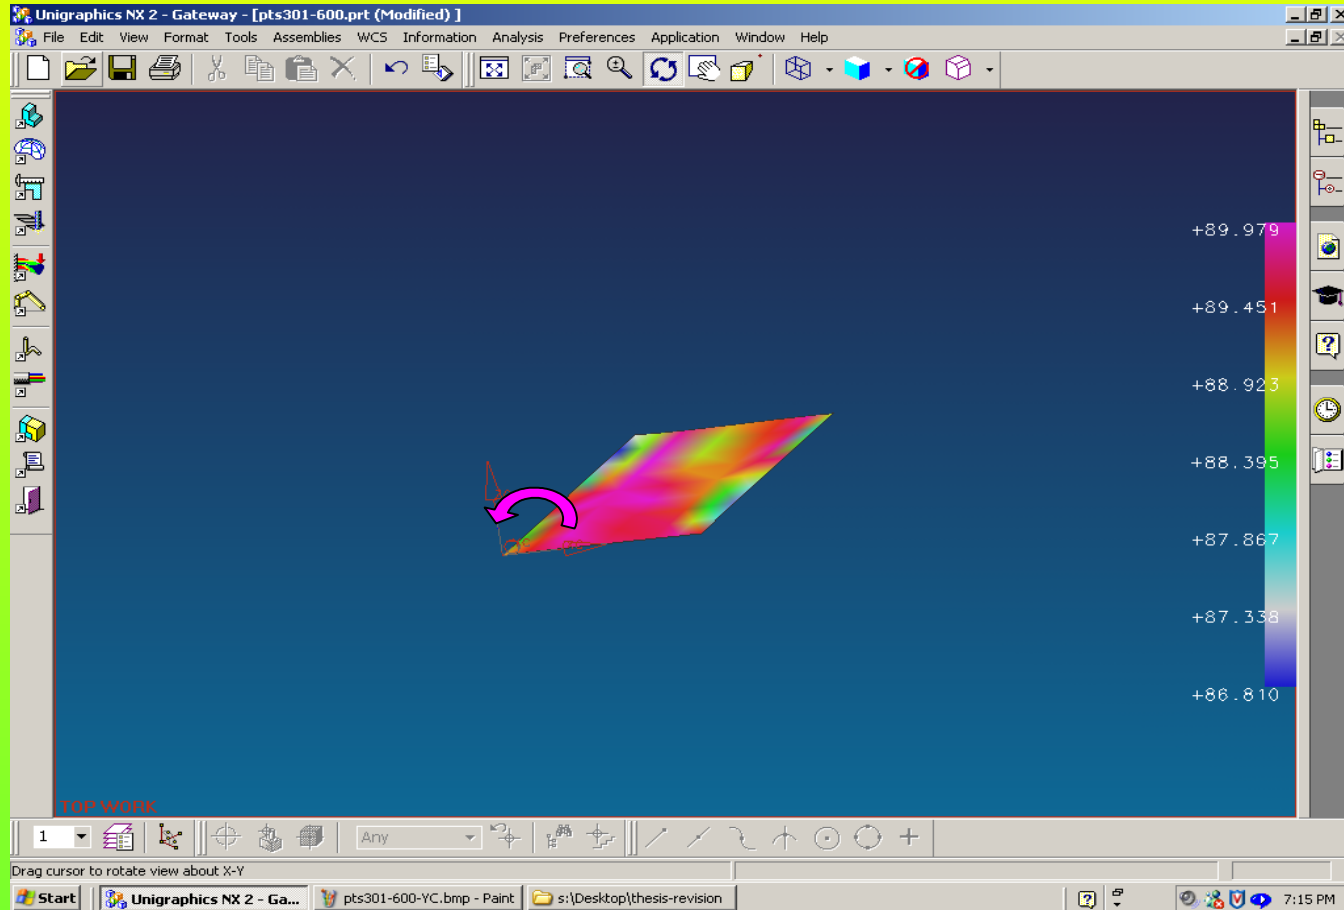 Unigraphics NX 2 - Gateway - [pts301-600.prt (Modified) ]
File Edit View Format Tools Assemblies WCS Information Analysis Preferences Application Window Help
+89.979
+89.451
+88.923
+88.395
+87.867
+87.338
+86.810
TOP WORK
1 Any
Drag cursor to rotate view about X-Y
Start Unigraphics NX 2 - Ga... pts301-600-YC.bmp - Paint s:\Desktop\thesis-revision 7:15 PM